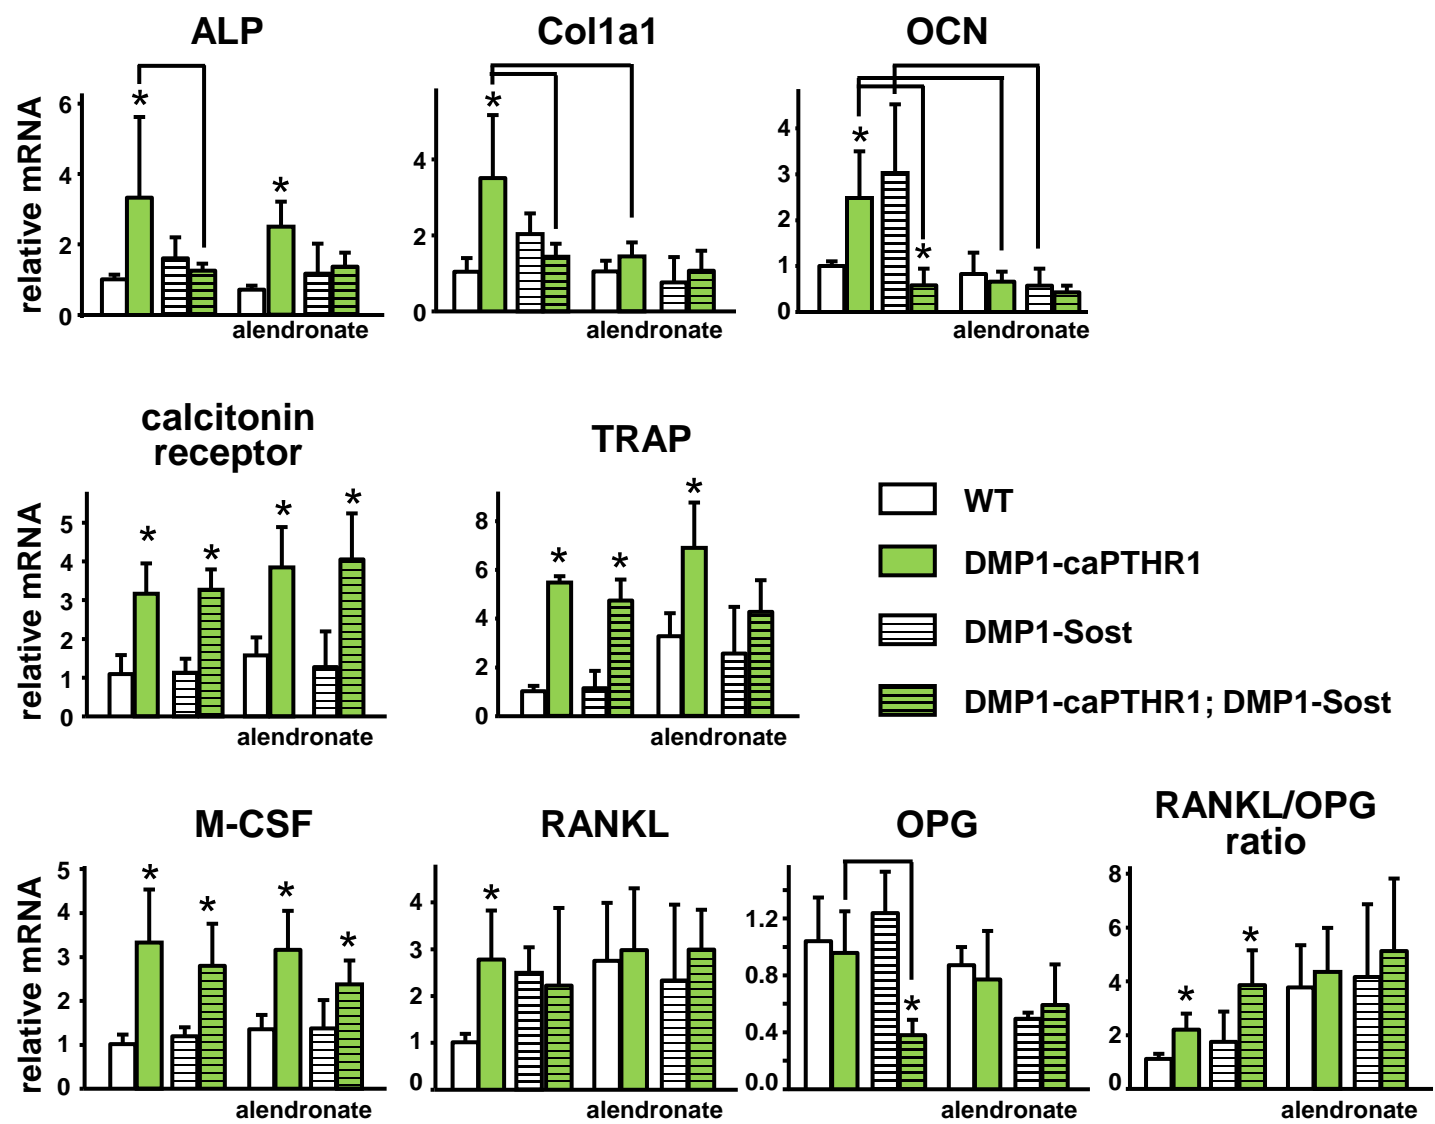 ALP
Col1a1
OCN
relative mRNA
6
4
2
0
*
*
alendronate
4
2
0
*
alendronate
4
3
2
1
0
*
*
alendronate
calcitonin
receptor
TRAP
relative mRNA
5
4
3
2
1
0
*
*
*
*
alendronate
8
6
4
2
0
*
*
*
alendronate
WT
DMP1-caPTHR1
DMP1-Sost
DMP1-caPTHR1; DMP1-Sost
M-CSF
RANKL
OPG
RANKL/OPG
ratio
relative mRNA
5
4
3
2
1
0
*
*
*
*
alendronate
4
3
2
1
0
*
alendronate
1.2
0.8
0.4
0.0
*
alendronate
8
6
4
2
0
*
*
alendronate